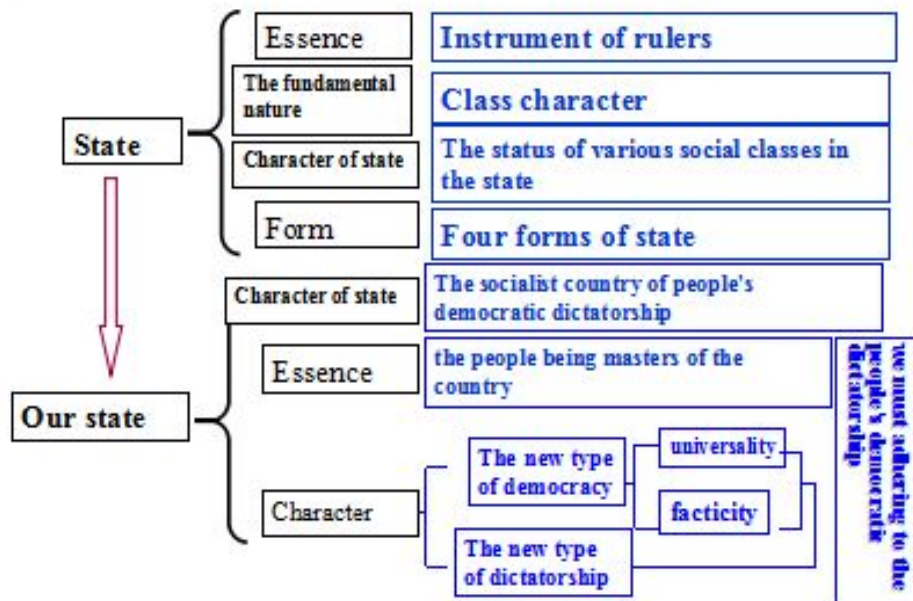 Essence
Instrument of rulers
The fundamental
nature
Class character
State
Character of state
The status of various social classes in
the state
Form
Four forms of state
Character of state
The socialist country of people's
democratic dictatorship
Essence
the people being masters of the
country
Our state
Character
The new type
of democracy
universality
facticity
The new type
of dictatorship
we must adhering to the
people's democratic
dictatorship